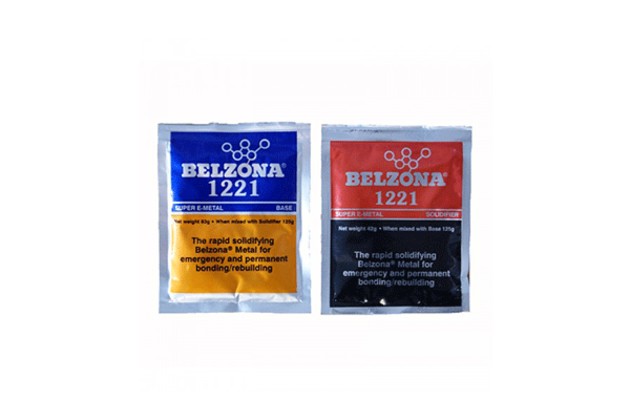 BELZONA®
1221
SUPER E-METAL BASE
Net weight 83g • When mixed with Solidifier 125g
The rapid solidifying
Belzona® Metal for
emergency and permanent
bonding/rebuilding
BELZONA®
1221
SUPER E-METAL SOLIDIFIER
Net weight 42g • When mixed with Base 125g
The rapid solidifying
Belzona® Metal for
emergency and permanent
bonding/rebuilding